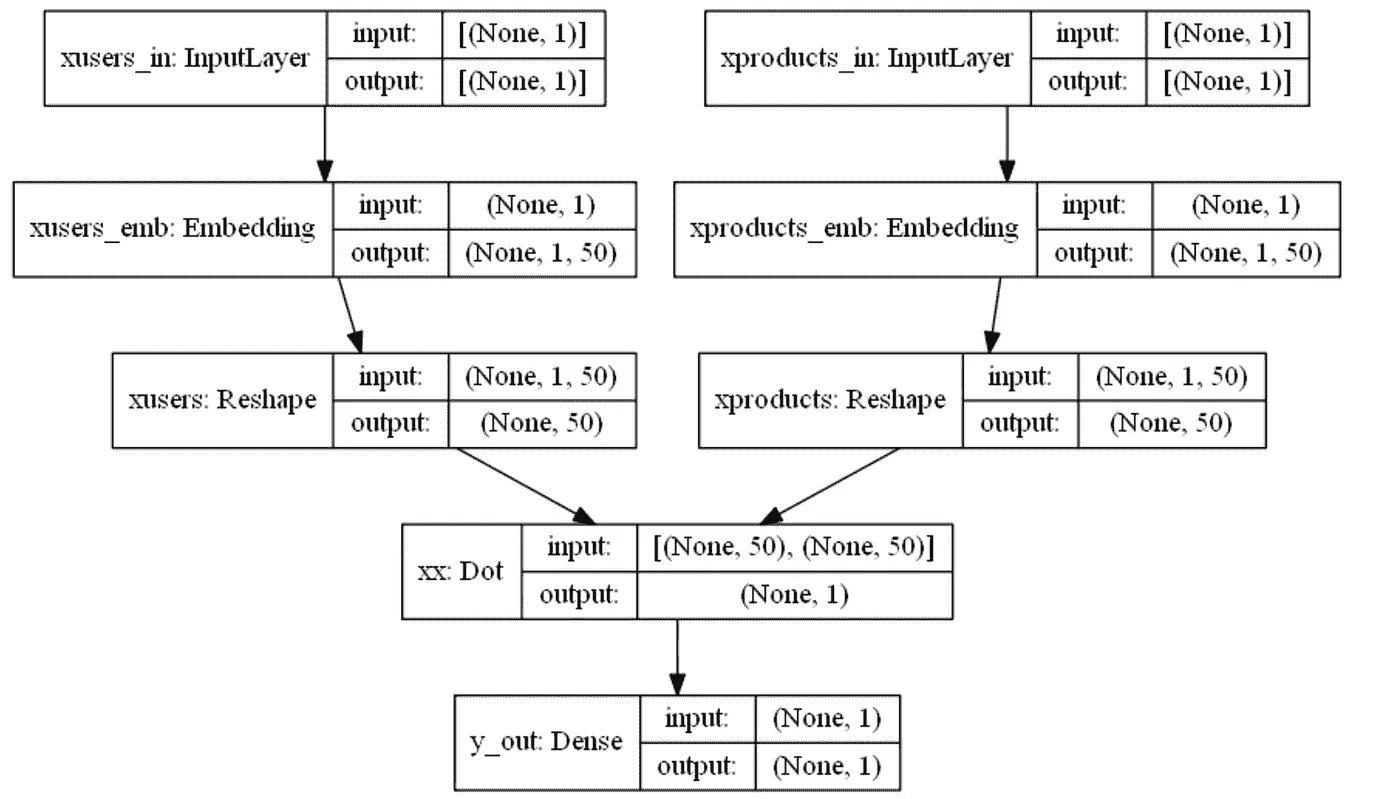 xusers_in: InputLayer
input: [(None, 1)]
output: [(None, 1)]
xproducts_in: InputLayer
input: [(None, 1)]
output: [(None, 1)]
xusers_emb: Embedding
input: (None, 1)
output: (None, 1, 50)
xproducts_emb: Embedding
input: (None, 1)
output: (None, 1, 50)
xusers: Reshape
input: (None, 1, 50)
output: (None, 50)
xproducts: Reshape
input: (None, 1, 50)
output: (None, 50)
xx: Dot
input: [(None, 50), (None, 50)]
output: (None, 1)
y_out: Dense
input: (None, 1)
output: (None, 1)